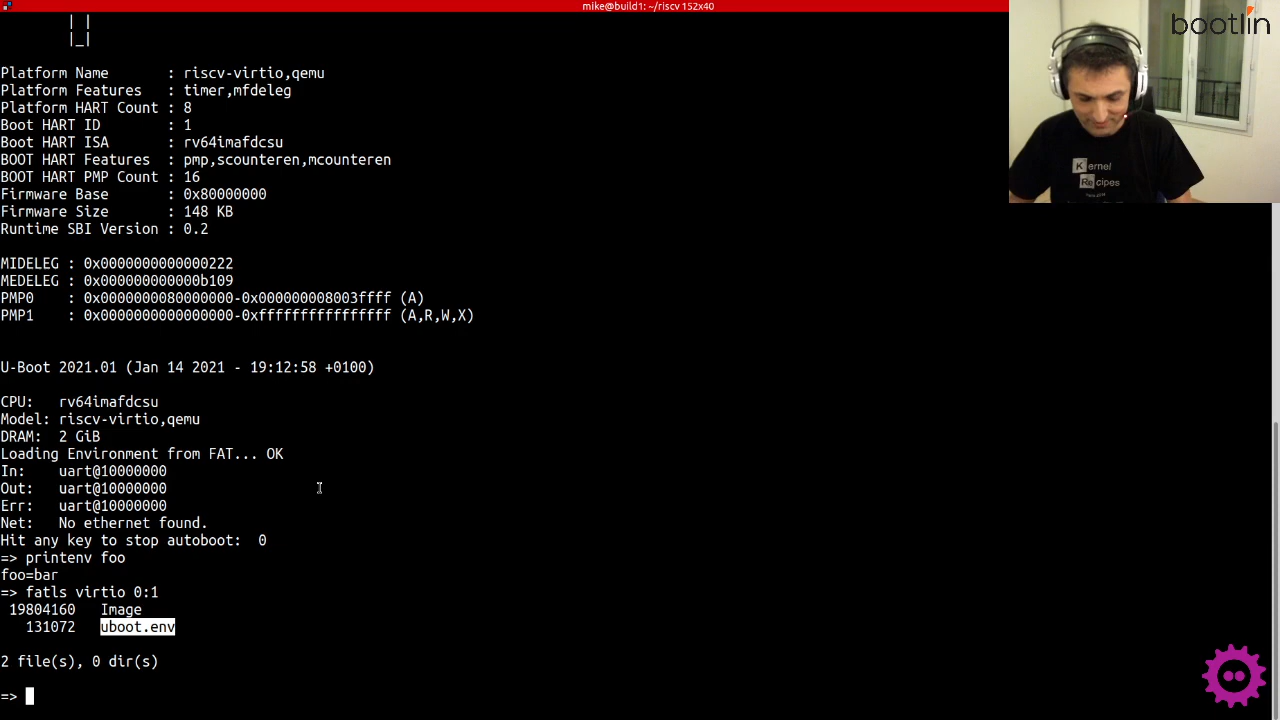 mike@build1: ~/riscv 152x40
bootlin
| |
|_|
Kernel
Recipes
Platform Name       : riscv-virtio,qemu
Platform Features   : timer,mfdeleg
Platform HART Count : 8
Boot HART ID        : 1
Boot HART ISA       : rv64imafdcsu
BOOT HART Features  : pmp,scounteren,mcounteren
BOOT HART PMP Count : 16
Firmware Base       : 0x80000000
Firmware Size       : 148 KB
Runtime SBI Version : 0.2
MIDELEG : 0x0000000000000222
MEDELEG : 0x000000000000b109
PMP0    : 0x0000000080000000-0x000000008003ffff (A)
PMP1    : 0x0000000000000000-0xffffffffffffffff (A,R,W,X)
U-Boot 2021.01 (Jan 14 2021 - 19:12:58 +0100)
CPU:   rv64imafdcsu
Model: riscv-virtio,qemu
DRAM:  2 GiB
Loading Environment from FAT... OK
In:    uart@10000000
Out:   uart@10000000
Err:   uart@10000000
Net:   No ethernet found.
Hit any key to stop autoboot:  0
=> printenv foo
foo=bar
=> fatls virtio 0:1
 19804160   Image
   131072   uboot.env
2 file(s), 0 dir(s)
=>